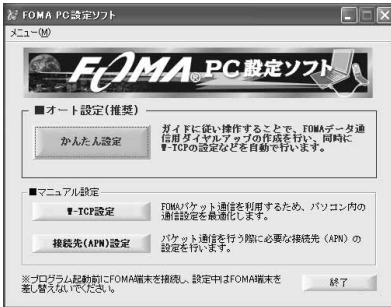 FOMA PC設定ソフト
メニュー(M)
FOMA PC設定ソフト
■オート設定(推奨)
かんたん設定
ガイドに従い操作することで、FOMAデータ通
信用ダイヤルアップの作成を行い、同時に
W-TCPの設定などを自動で行います。
■マニュアル設定
W-TCP設定
FOMAパケット通信を利用するため、パソコン内の
通信設定を最適化します。
接続先(APN)設定
パケット通信を行う際に必要な接続先(APN)の
設定を行います。
※プログラム起動前にFOMA端末を接続し、設定中はFOMA端末を
差し替えないでください。
終了